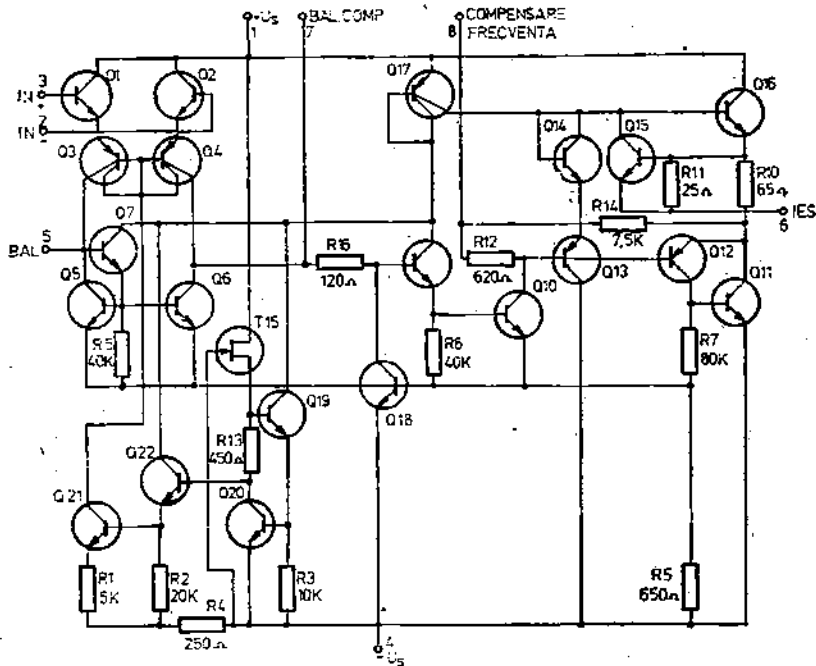 +Us
1
BAL.COMP
7
8
COMPENSARE
FRECVENTA
3
IN
+
Q1
Q2
Q17
Q16
IN
2
-
Q3
Q4
Q14
Q15
R11
25Ω
R10
65Ω
IES
6
R14
7,5K
Q7
5
BAL
Q5
Q6
R16
120Ω
R12
620Ω
Q13
Q12
Q11
Q10
T15
R5
40K
R6
40K
R7
80K
Q18
Q19
R13
450Ω
Q22
Q20
Q21
R1
5K
R2
20K
R4
250Ω
R3
10K
R5
650Ω
4
-Us